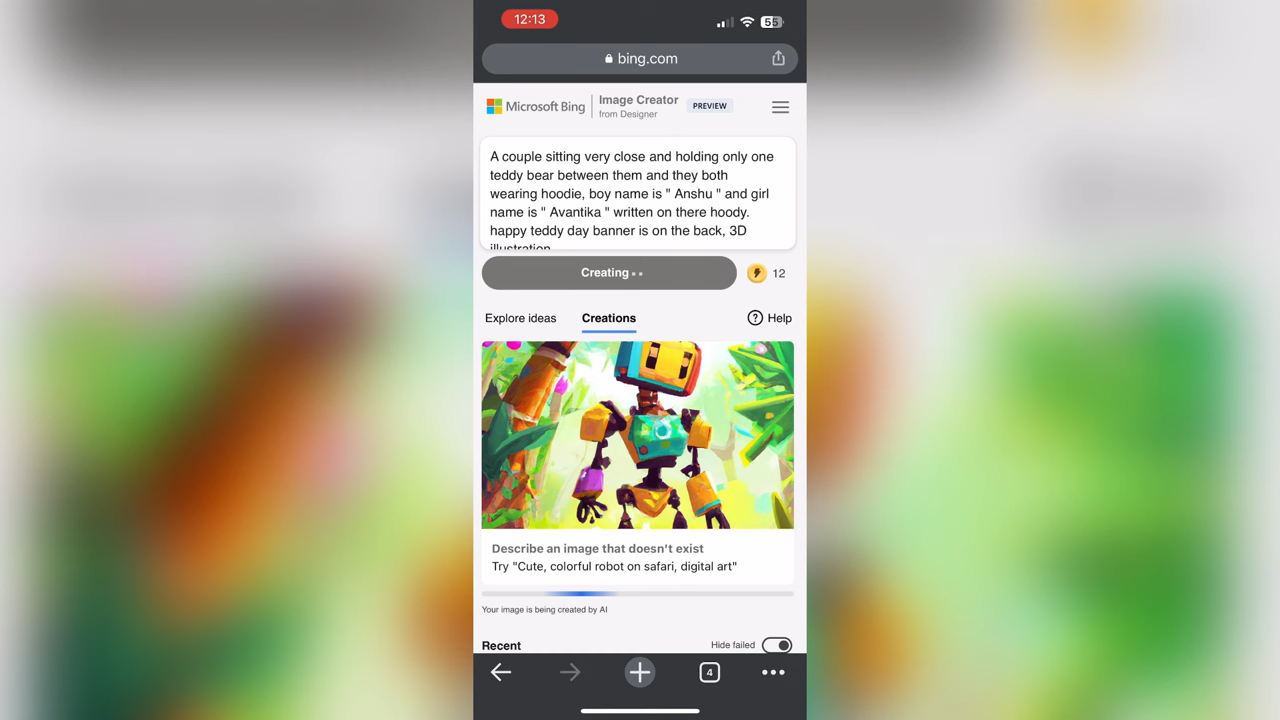 12:13
55
bing.com
Microsoft Bing
Image Creator
from Designer
PREVIEW
A couple sitting very close and holding only one
teddy bear between them and they both
wearing hoodie, boy name is " Anshu " and girl
name is " Avantika " written on there hoody.
happy teddy day banner is on the back, 3D
illustration
Creating
12
Explore ideas
Creations
Help
Describe an image that doesn't exist
Try "Cute, colorful robot on safari, digital art"
Your image is being created by AI
Recent
Hide failed
4